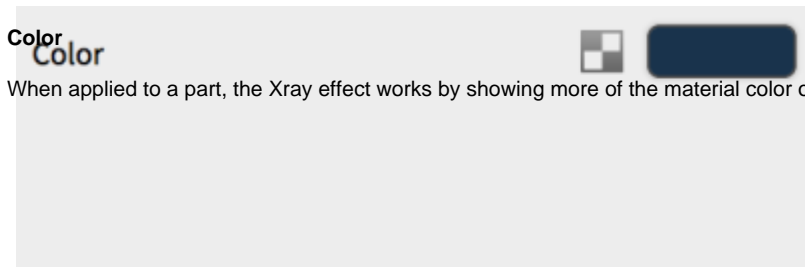 Color
Color
When applied to a part, the Xray effect works by showing more of the material color